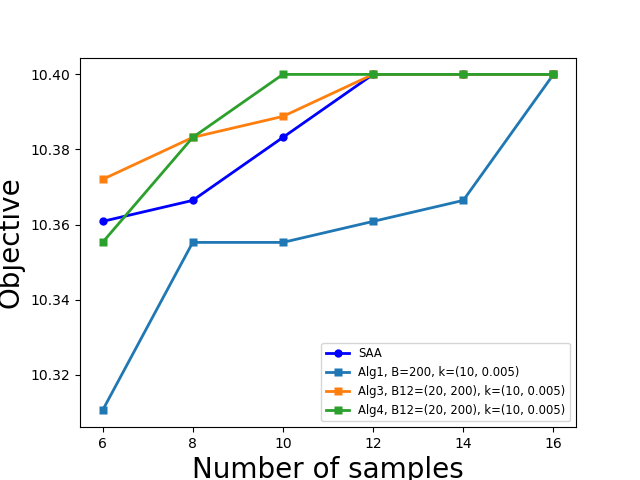 10.40
10.38
10.36
10.34
10.32
Objective
6 8 10 12 14 16
Number of samples
SAA
Alg1, B=200, k=(10, 0.005)
Alg3, B12=(20, 200), k=(10, 0.005)
Alg4, B12=(20, 200), k=(10, 0.005)